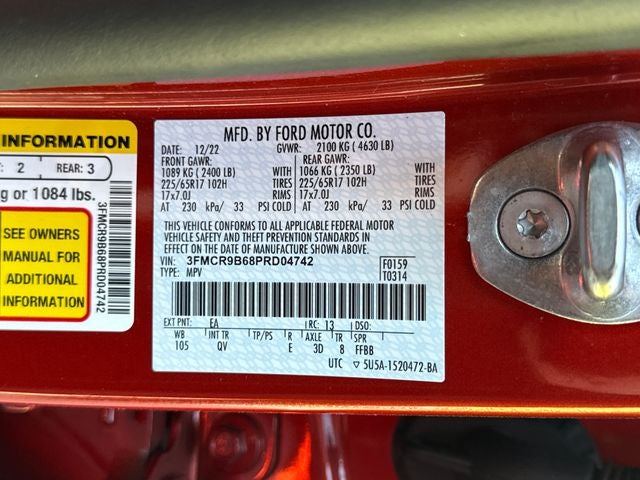 INFORMATION
2 REAR: 3
g or 1084 lbs.
SEE OWNERS
MANUAL FOR
ADDITIONAL
INFORMATION
3FMCR9B68PRD04742
MFD. BY FORD MOTOR CO.
12/22 GVWR: 2100 KG ( 4630 LB)
FRONT GAWR: REAR GAWR:
1089 KG ( 2400 LB) WITH 1066 KG ( 2350 LB) WITH
225/65R17 102H TIRES 225/65R17 102H TIRES
17x7.0J RIMS 17x7.0J RIMS
AT 230 kPa/ 33 PSI COLD AT 230 kPa/ 33 PSI COLD
THIS VEHICLE CONFORMS TO ALL APPLICABLE FEDERAL MOTOR
VEHICLE SAFETY AND THEFT PREVENTION STANDARDS IN
EFFECT ON THE DATE OF MANUFACTURE SHOWN ABOVE.
VIN: 3FMCR9B68PRD04742 F0159
TYPE: MPV T0314
EXT PNT: EA RC: 13 DSO:
WB INT TR TP/PS R AXLE TR SPR
105 QV E 3D 8 FFBB
UTC ▽ 5U5A-1520472-BA